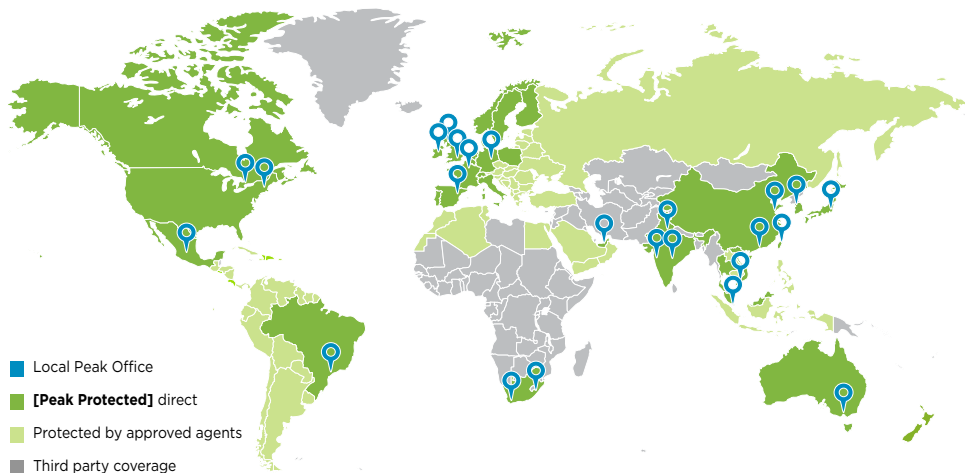 Local Peak Office
[Peak Protected] direct
Protected by approved agents
Third party coverage